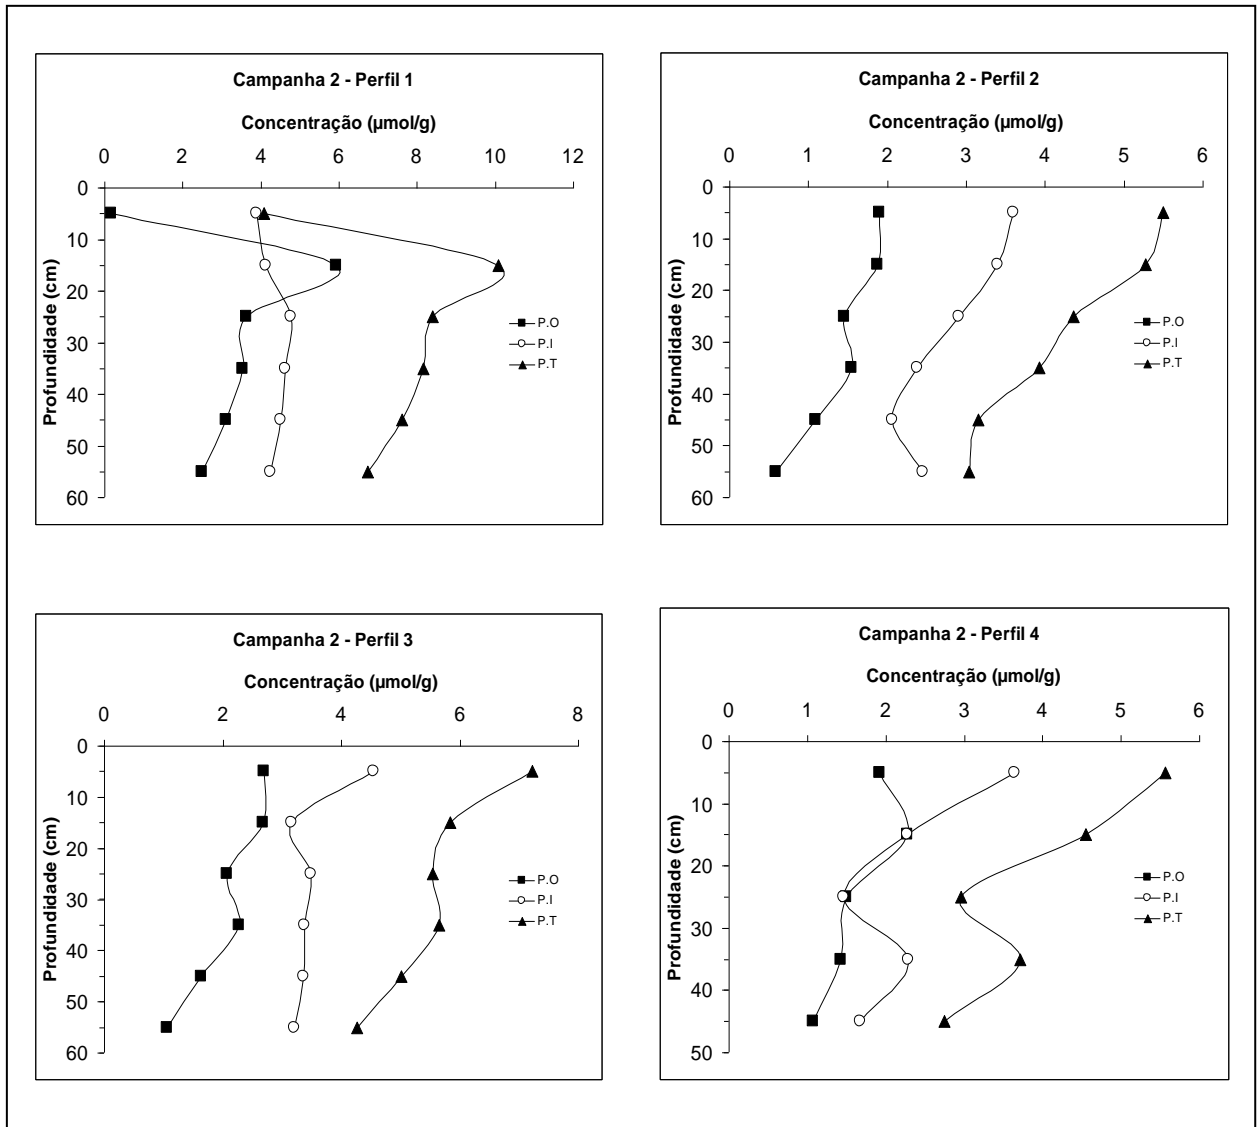 Campanha 2 - Perfil 1
Concentração (µmol/g)
0 2 4 6 8 10 12
0
10
20
30
40
50
60
Profundidade (cm)
P.O
P.I
P.T
Campanha 2 - Perfil 2
Concentração (µmol/g)
0 1 2 3 4 5 6
0
10
20
30
40
50
60
Profundidade (cm)
P.O
P.I
P.T
Campanha 2 - Perfil 3
Concentração (µmol/g)
0 2 4 6 8
0
10
20
30
40
50
60
Profundidade (cm)
P.O
P.I
P.T
Campanha 2 - Perfil 4
Concentração (µmol/g)
0 1 2 3 4 5 6
0
10
20
30
40
50
Profundidade (cm)
P.O
P.I
P.T